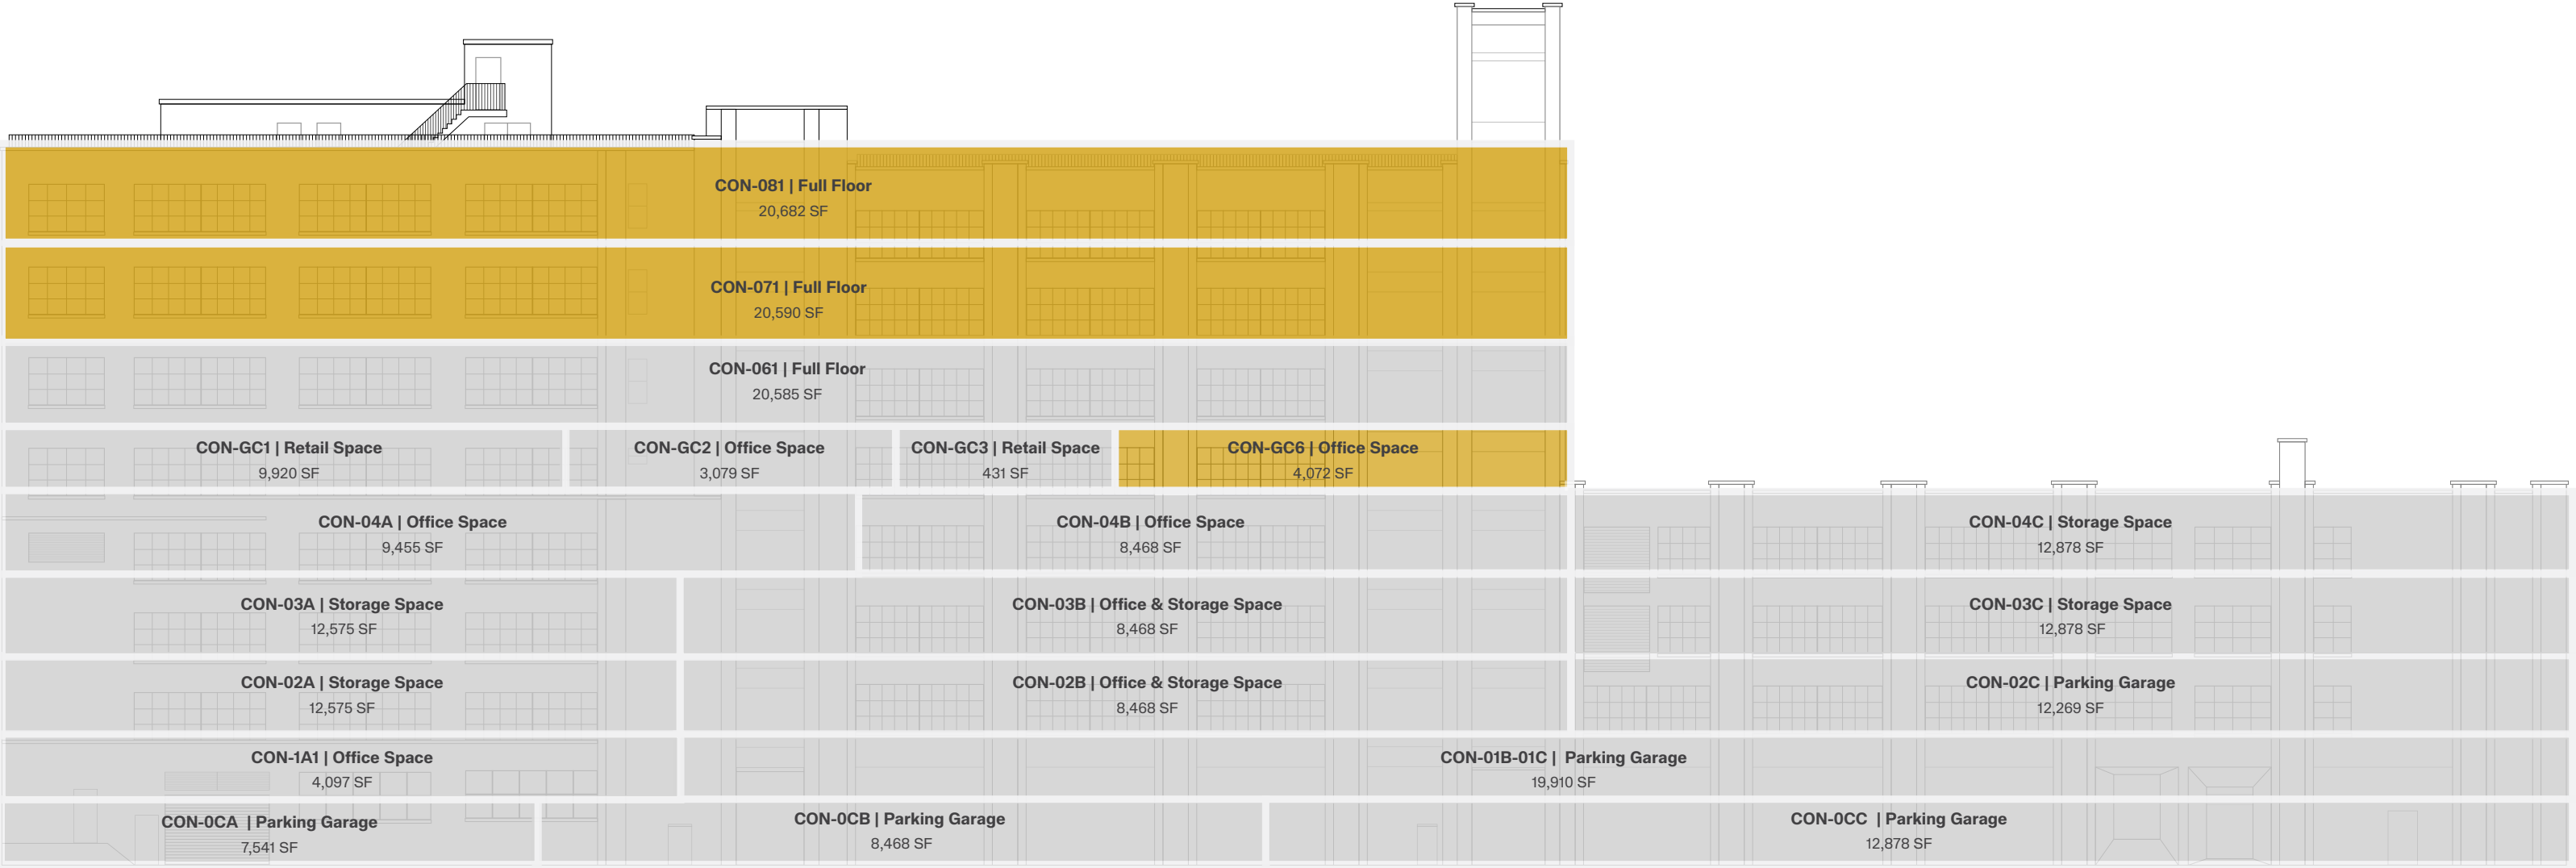 CON-081 | Full Floor
20,682 SF
CON-071 | Full Floor
20,590 SF
CON-061 | Full Floor
20,585 SF
CON-GC1 | Retail Space
9,920 SF
CON-GC2 | Office Space
3,079 SF
CON-GC3 | Retail Space
431 SF
CON-GC6 | Office Space
4,072 SF
CON-04A | Office Space
9,455 SF
CON-04B | Office Space
8,468 SF
CON-04C | Storage Space
12,878 SF
CON-03A | Storage Space
12,575 SF
CON-03B | Office & Storage Space
8,468 SF
CON-03C | Storage Space
12,878 SF
CON-02A | Storage Space
12,575 SF
CON-02B | Office & Storage Space
8,468 SF
CON-02C | Parking Garage
12,269 SF
CON-1A1 | Office Space
4,097 SF
CON-01B-01C | Parking Garage
19,910 SF
CON-0CA | Parking Garage
7,541 SF
CON-0CB | Parking Garage
8,468 SF
CON-0CC | Parking Garage
12,878 SF